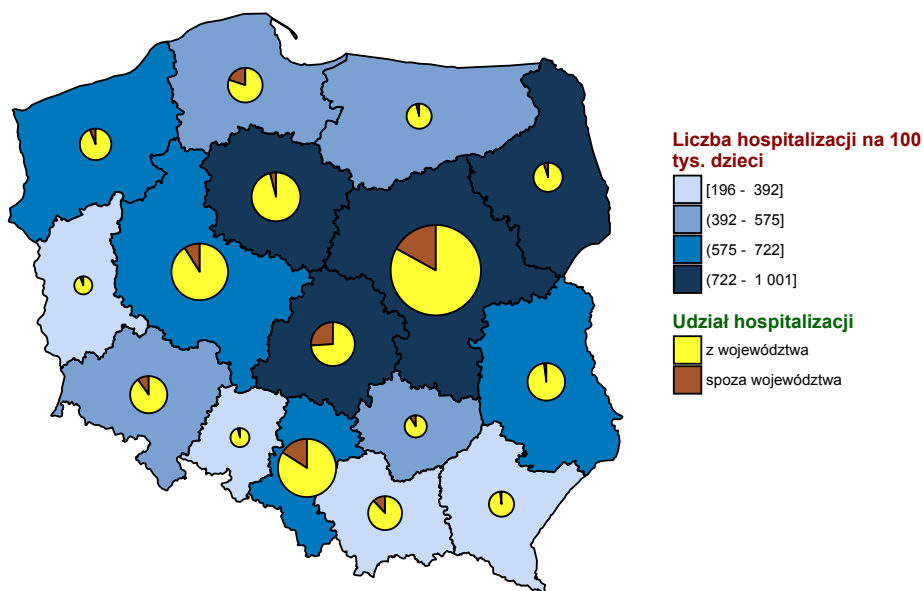 Liczba hospitalizacji na 100
tys. dzieci
[196 - 392]
(392 - 575]
(575 - 722]
(722 - 1 001]
Udział hospitalizacji
z województwa
spoza województwa